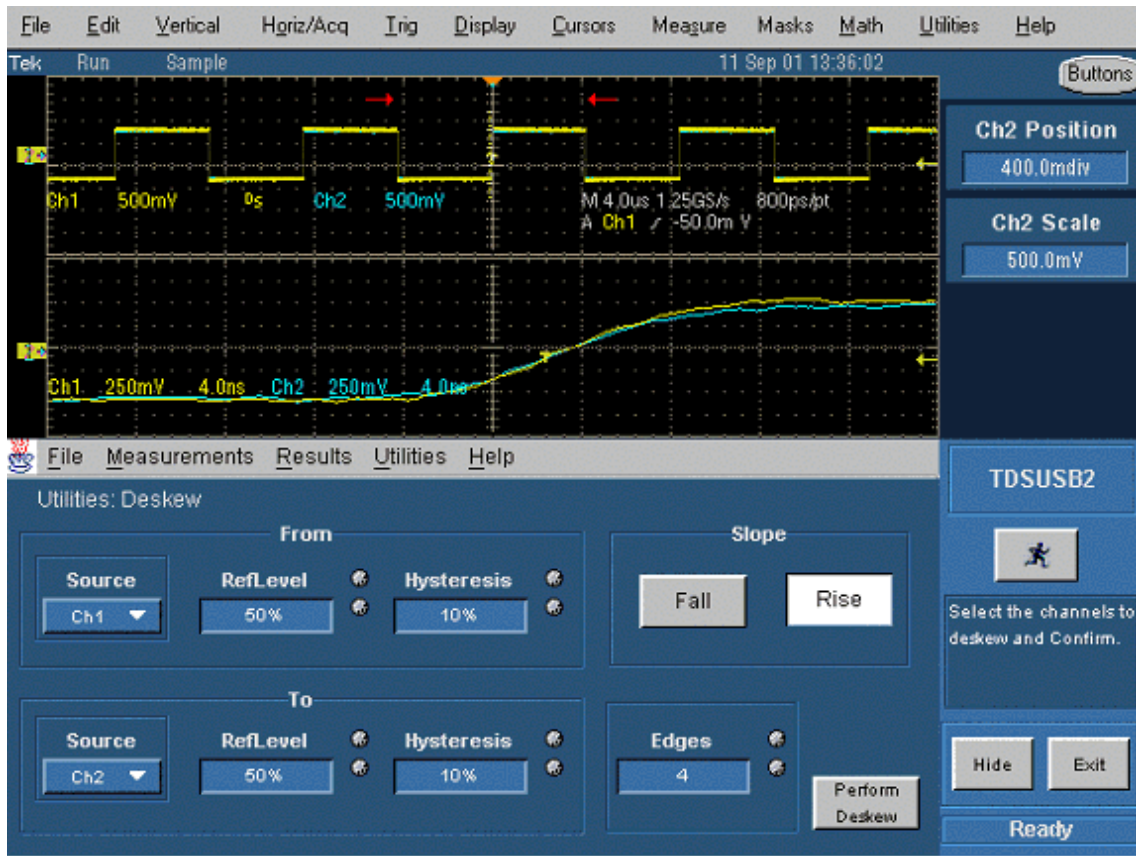 File Edit Vertical Horiz/Acq Trig Display Cursors Measure Masks Math Utilities Help
Tek Run Sample 11 Sep 01 13:36:02
Buttons
Ch2 Position
400.0mdiv
Ch2 Scale
500.0mV
Ch1 500mV 0s Ch2 500mV M 4.0us 1.25GS/s 800ps/pt
A Ch1 -50.0m V
Ch1 250mV 4.0ns Ch2 250mV 4.0ns
File Measurements Results Utilities Help
TDSUSB2
Utilities: Deskew
From
Source RefLevel Hysteresis
Ch1 50% 10%
Slope
Fall Rise
Select the channels to
deskew and Confirm.
To
Source RefLevel Hysteresis
Ch2 50% 10%
Edges
4
Perform
Deskew
Hide Exit
Ready